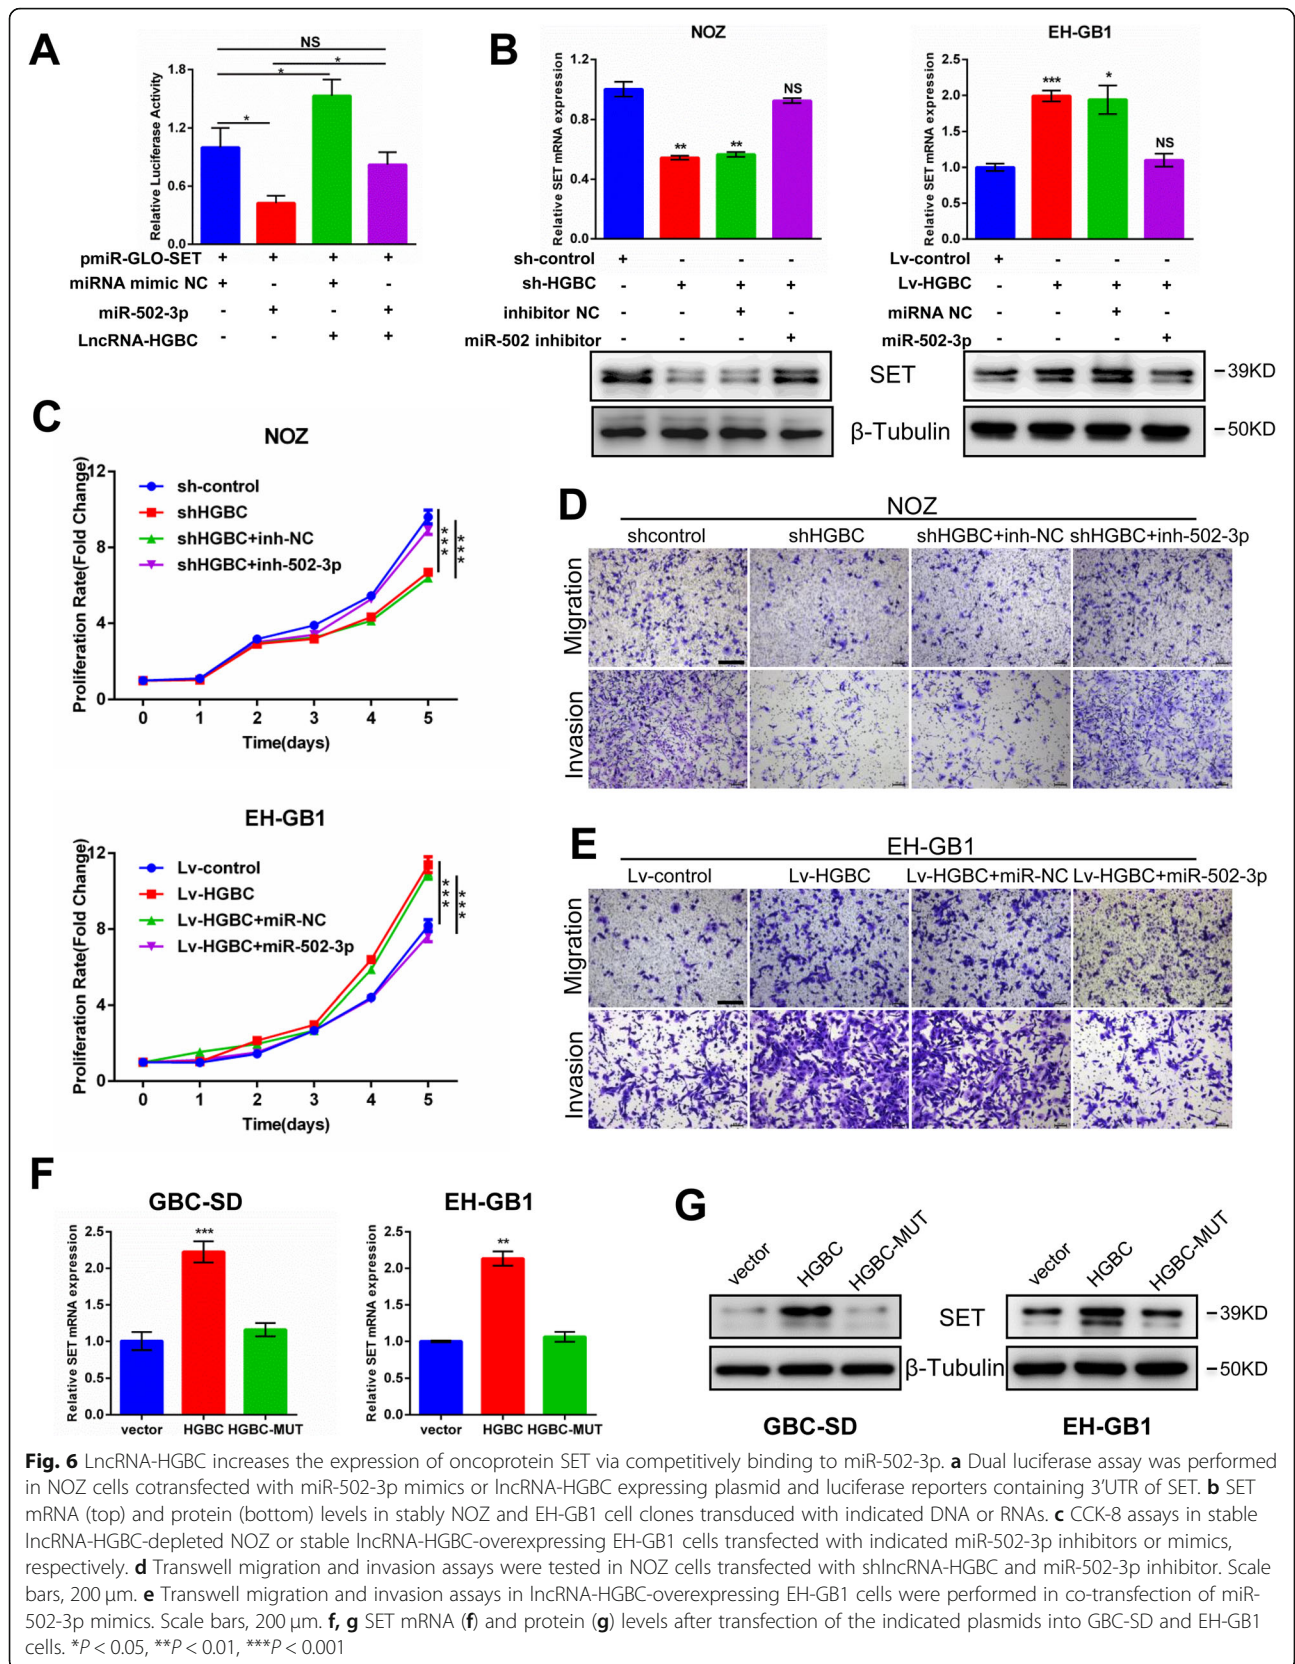 A
NS
*
*
*
Relative Luciferase Activity
1.8
1.2
0.6
0.0
pmiR-GLO-SET + + + +
miRNA mimic NC + - + -
miR-502-3p - + - +
LncRNA-HGBC - - + +
B
NOZ
Relative SET mRNA expression
1.2
0.8
0.4
0.0
** ** NS
sh-control + - - -
sh-HGBC - + + +
inhibitor NC - - + -
miR-502 inhibitor - - - +
EH-GB1
Relative SET mRNA expression
2.5
2.0
1.5
1.0
0.5
0.0
*** * NS
Lv-control + - - -
Lv-HGBC - + + +
miRNA NC - - + -
miR-502-3p - - - +
SET
39KD
β-Tubulin
50KD
C
NOZ
Proliferation Rate(Fold Change)
12
8
4
0
sh-control
shHGBC
shHGBC+inh-NC
shHGBC+inh-502-3p
***
***
0 1 2 3 4 5
Time(days)
EH-GB1
Proliferation Rate(Fold Change)
12
8
4
0
Lv-control
Lv-HGBC
Lv-HGBC+miR-NC
Lv-HGBC+miR-502-3p
***
***
0 1 2 3 4 5
Time(days)
D
NOZ
shcontrol shHGBC shHGBC+inh-NC shHGBC+inh-502-3p
Migration
Invasion
E
EH-GB1
Lv-control Lv-HGBC Lv-HGBC+miR-NC Lv-HGBC+miR-502-3p
Migration
Invasion
F
GBC-SD
Relative SET mRNA expression
2.5
2.0
1.5
1.0
0.5
0.0
***
vector HGBC HGBC-MUT
EH-GB1
Relative SET mRNA expression
2.5
2.0
1.5
1.0
0.5
0.0
**
vector HGBC HGBC-MUT
G
vector HGBC HGBC-MUT
vector HGBC HGBC-MUT
SET
39KD
β-Tubulin
50KD
GBC-SD
EH-GB1
Fig. 6 LncRNA-HGBC increases the expression of oncoprotein SET via competitively binding to miR-502-3p. a Dual luciferase assay was performed
in NOZ cells cotransfected with miR-502-3p mimics or lncRNA-HGBC expressing plasmid and luciferase reporters containing 3’UTR of SET. b SET
mRNA (top) and protein (bottom) levels in stably NOZ and EH-GB1 cell clones transduced with indicated DNA or RNAs. c CCK-8 assays in stable
lncRNA-HGBC-depleted NOZ or stable lncRNA-HGBC-overexpressing EH-GB1 cells transfected with indicated miR-502-3p inhibitors or mimics,
respectively. d Transwell migration and invasion assays were tested in NOZ cells transfected with shlncRNA-HGBC and miR-502-3p inhibitor. Scale
bars, 200 μm. e Transwell migration and invasion assays in lncRNA-HGBC-overexpressing EH-GB1 cells were performed in co-transfection of miR-
502-3p mimics. Scale bars, 200 μm. f, g SET mRNA (f) and protein (g) levels after transfection of the indicated plasmids into GBC-SD and EH-GB1
cells. *P < 0.05, **P < 0.01, ***P < 0.001